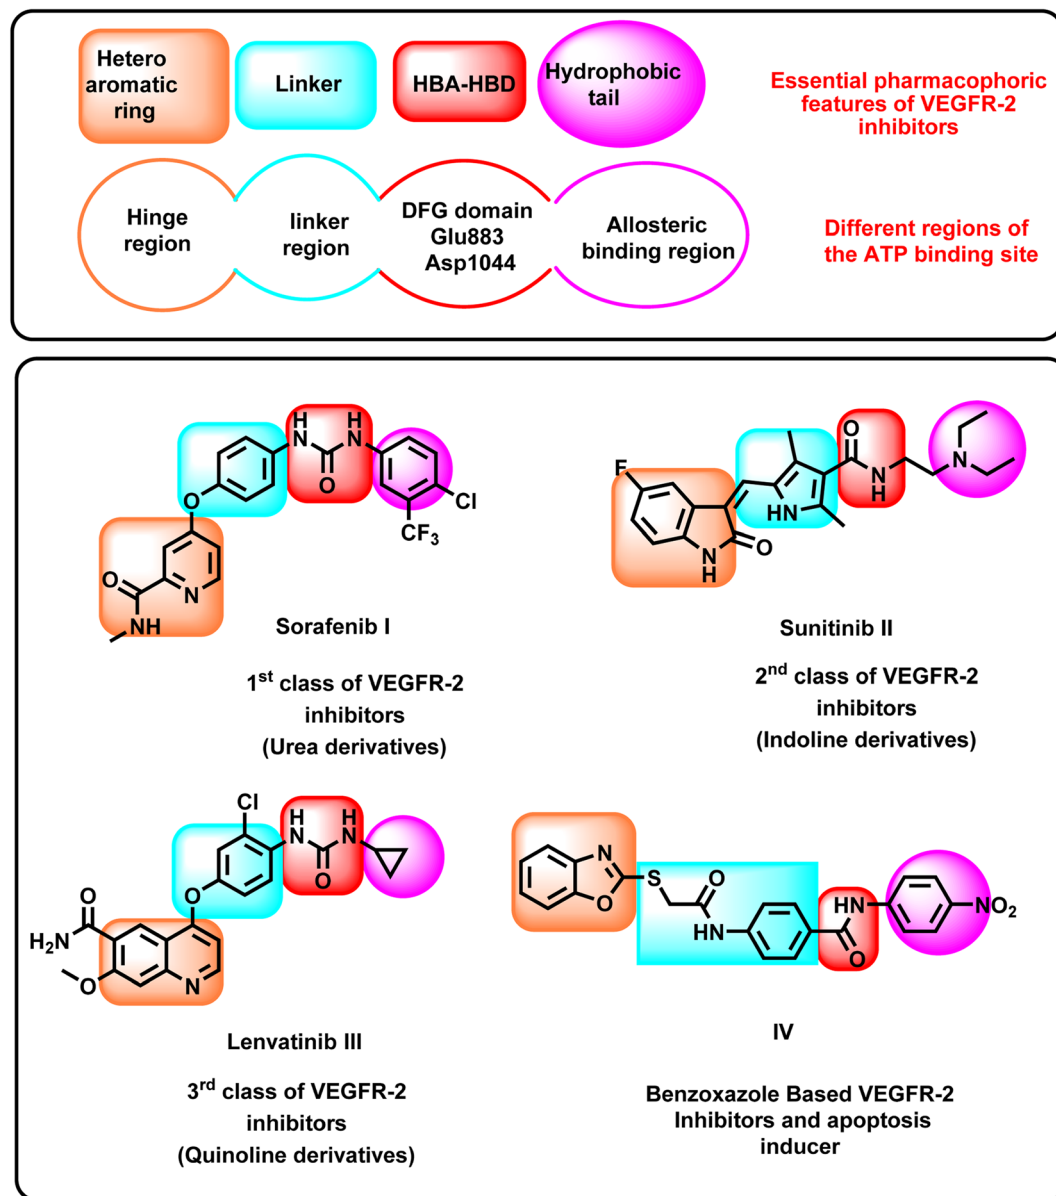 Hetero
aromatic
ring
Linker
HBA-HBD
Hydrophobic
tail
Essential pharmacophoric
features of VEGFR-2
inhibitors
Hinge
region
linker
region
DFG domain
Glu883
Asp1044
Allosteric
binding region
Different regions of
the ATP binding site
H
N
H
N
O
O
Cl
CF3
O
N
NH
Sorafenib I
1st class of VEGFR-2
inhibitors
(Urea derivatives)
F
O
N
H
N
HN
O
N
H
Sunitinib II
2nd class of VEGFR-2
inhibitors
(Indoline derivatives)
Cl
H
N
H
N
O
O
O
H2N
O
N
Lenvatinib III
3rd class of VEGFR-2
inhibitors
(Quinoline derivatives)
N
O
S
O
NH
HN
O
NO2
IV
Benzoxazole Based VEGFR-2
Inhibitors and apoptosis
inducer